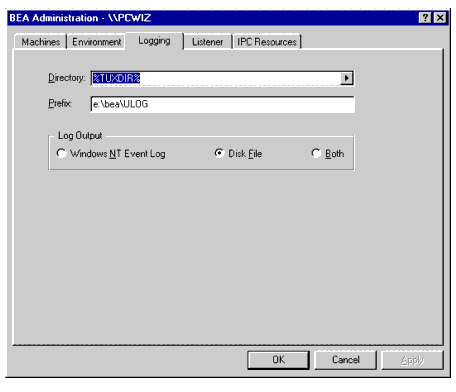 BEA Administration - \\PCWIZ
Machines Environment Logging Listener IPC Resources
Directory: %TUXDIR%
Prefix: e:\bea\ULOG
Log Output
Windows NT Event Log Disk File Both
OK Cancel Apply